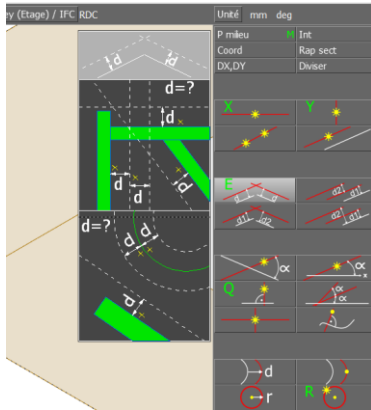 ry (Etage) / IFC RDC
Unité mm deg
P milieu M Int
Coord Rap sect
DX,DY Diviser
d d
d=?
d
d
d
d
d=?
d d
d
X Y
E d d d2 d1
d1 d2 d2 d1
α α
Q α α
d
r R